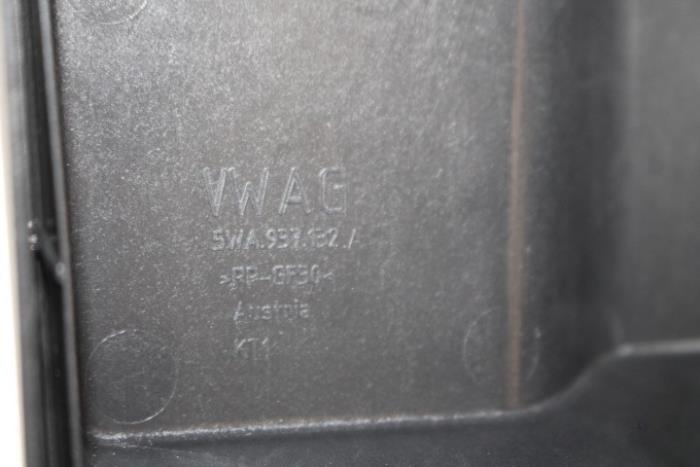 VWAG
5WA.937.132./
>PP-GF30<
Austria
KT1